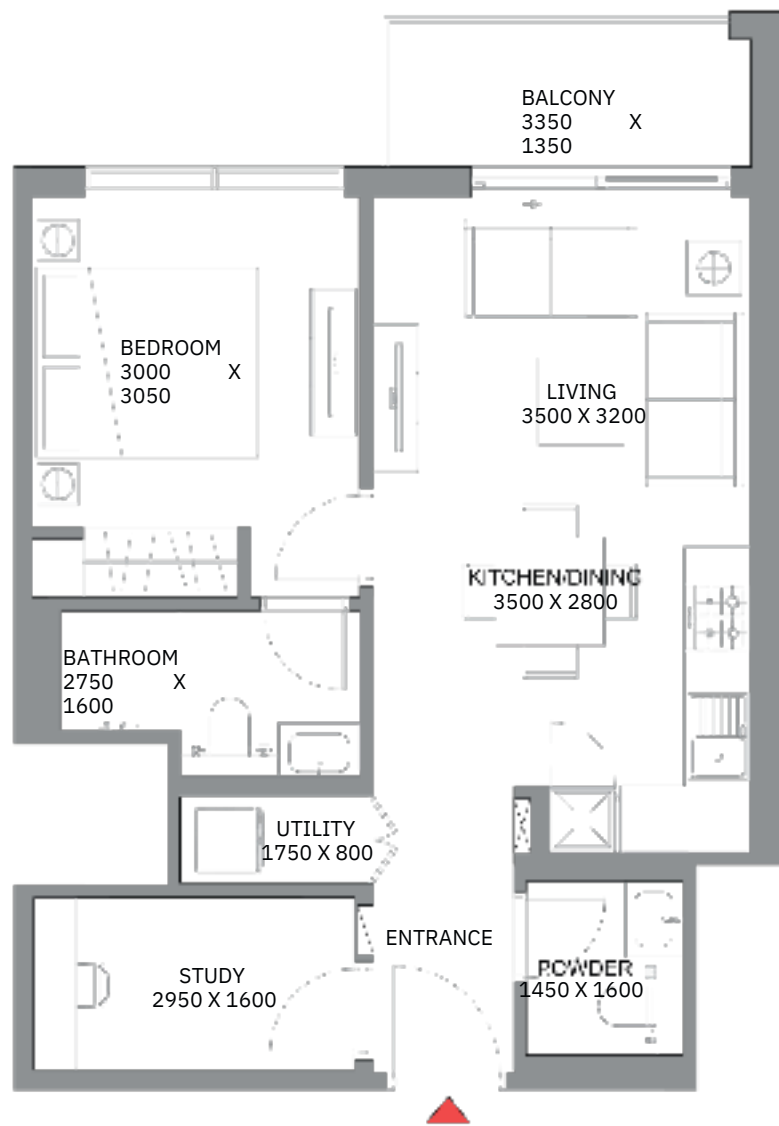 BALCONY
3350 X
1350
BEDROOM
3000 X
3050
LIVING
3500 X 3200
KITCHEN/DINING
3500 X 2800
BATHROOM
2750 X
1600
UTILITY
1750 X 800
ENTRANCE
STUDY
2950 X 1600
POWDER
1450 X 1600